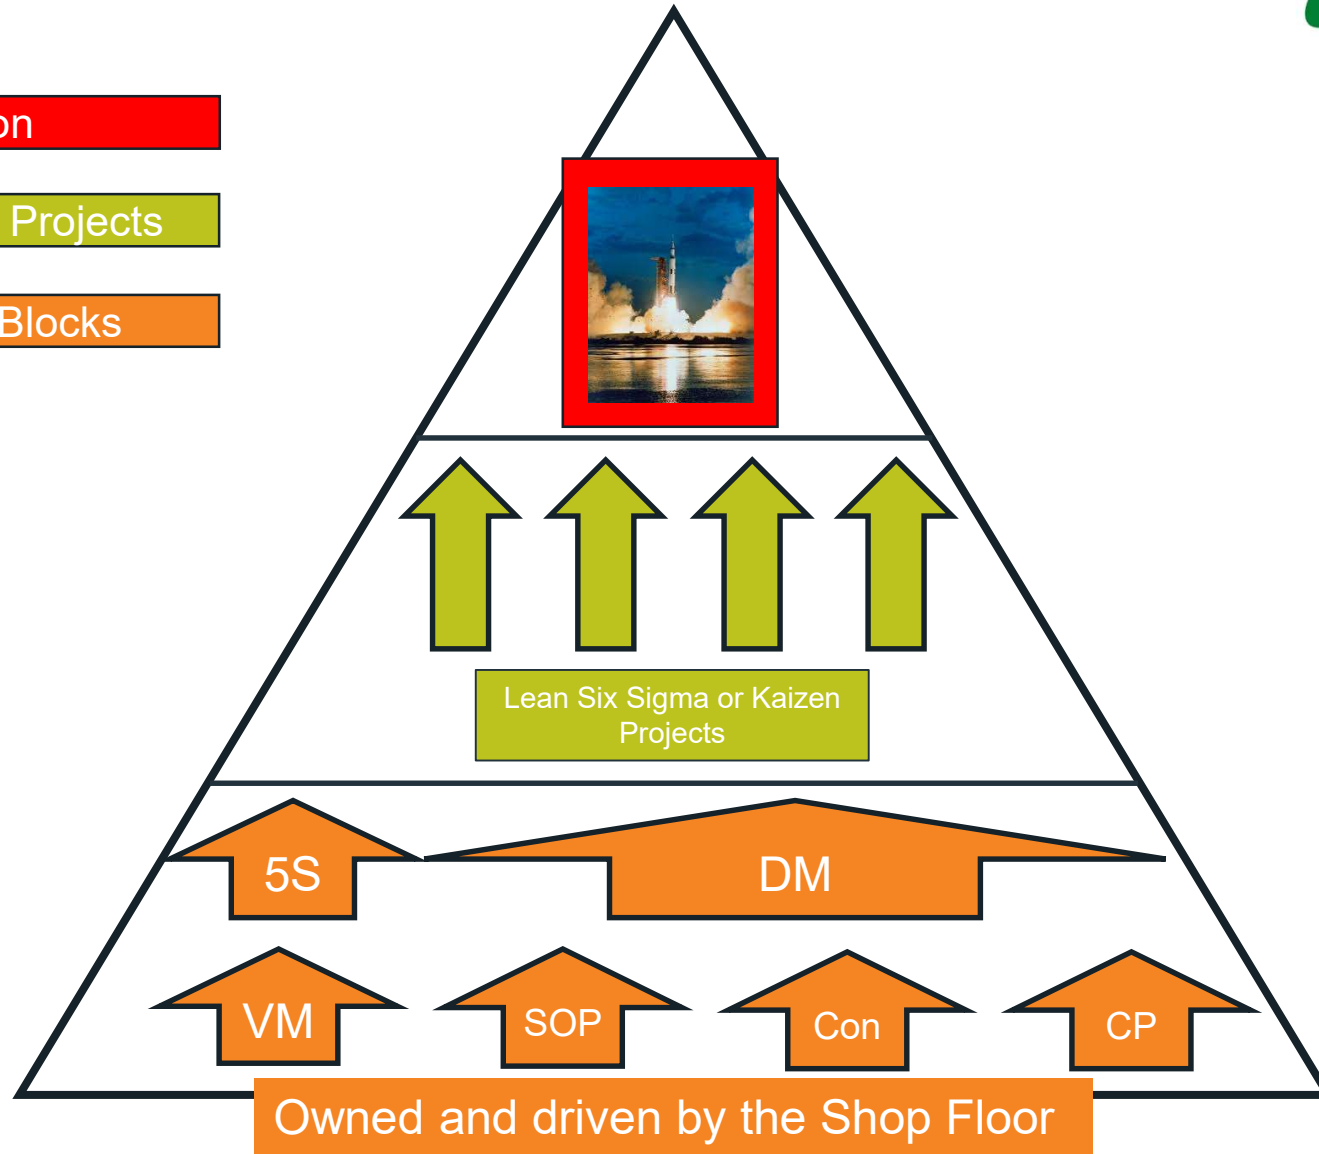 on
Projects
Blocks
Lean Six Sigma or Kaizen
Projects
5S
DM
VM
SOP
Con
CP
Owned and driven by the Shop Floor